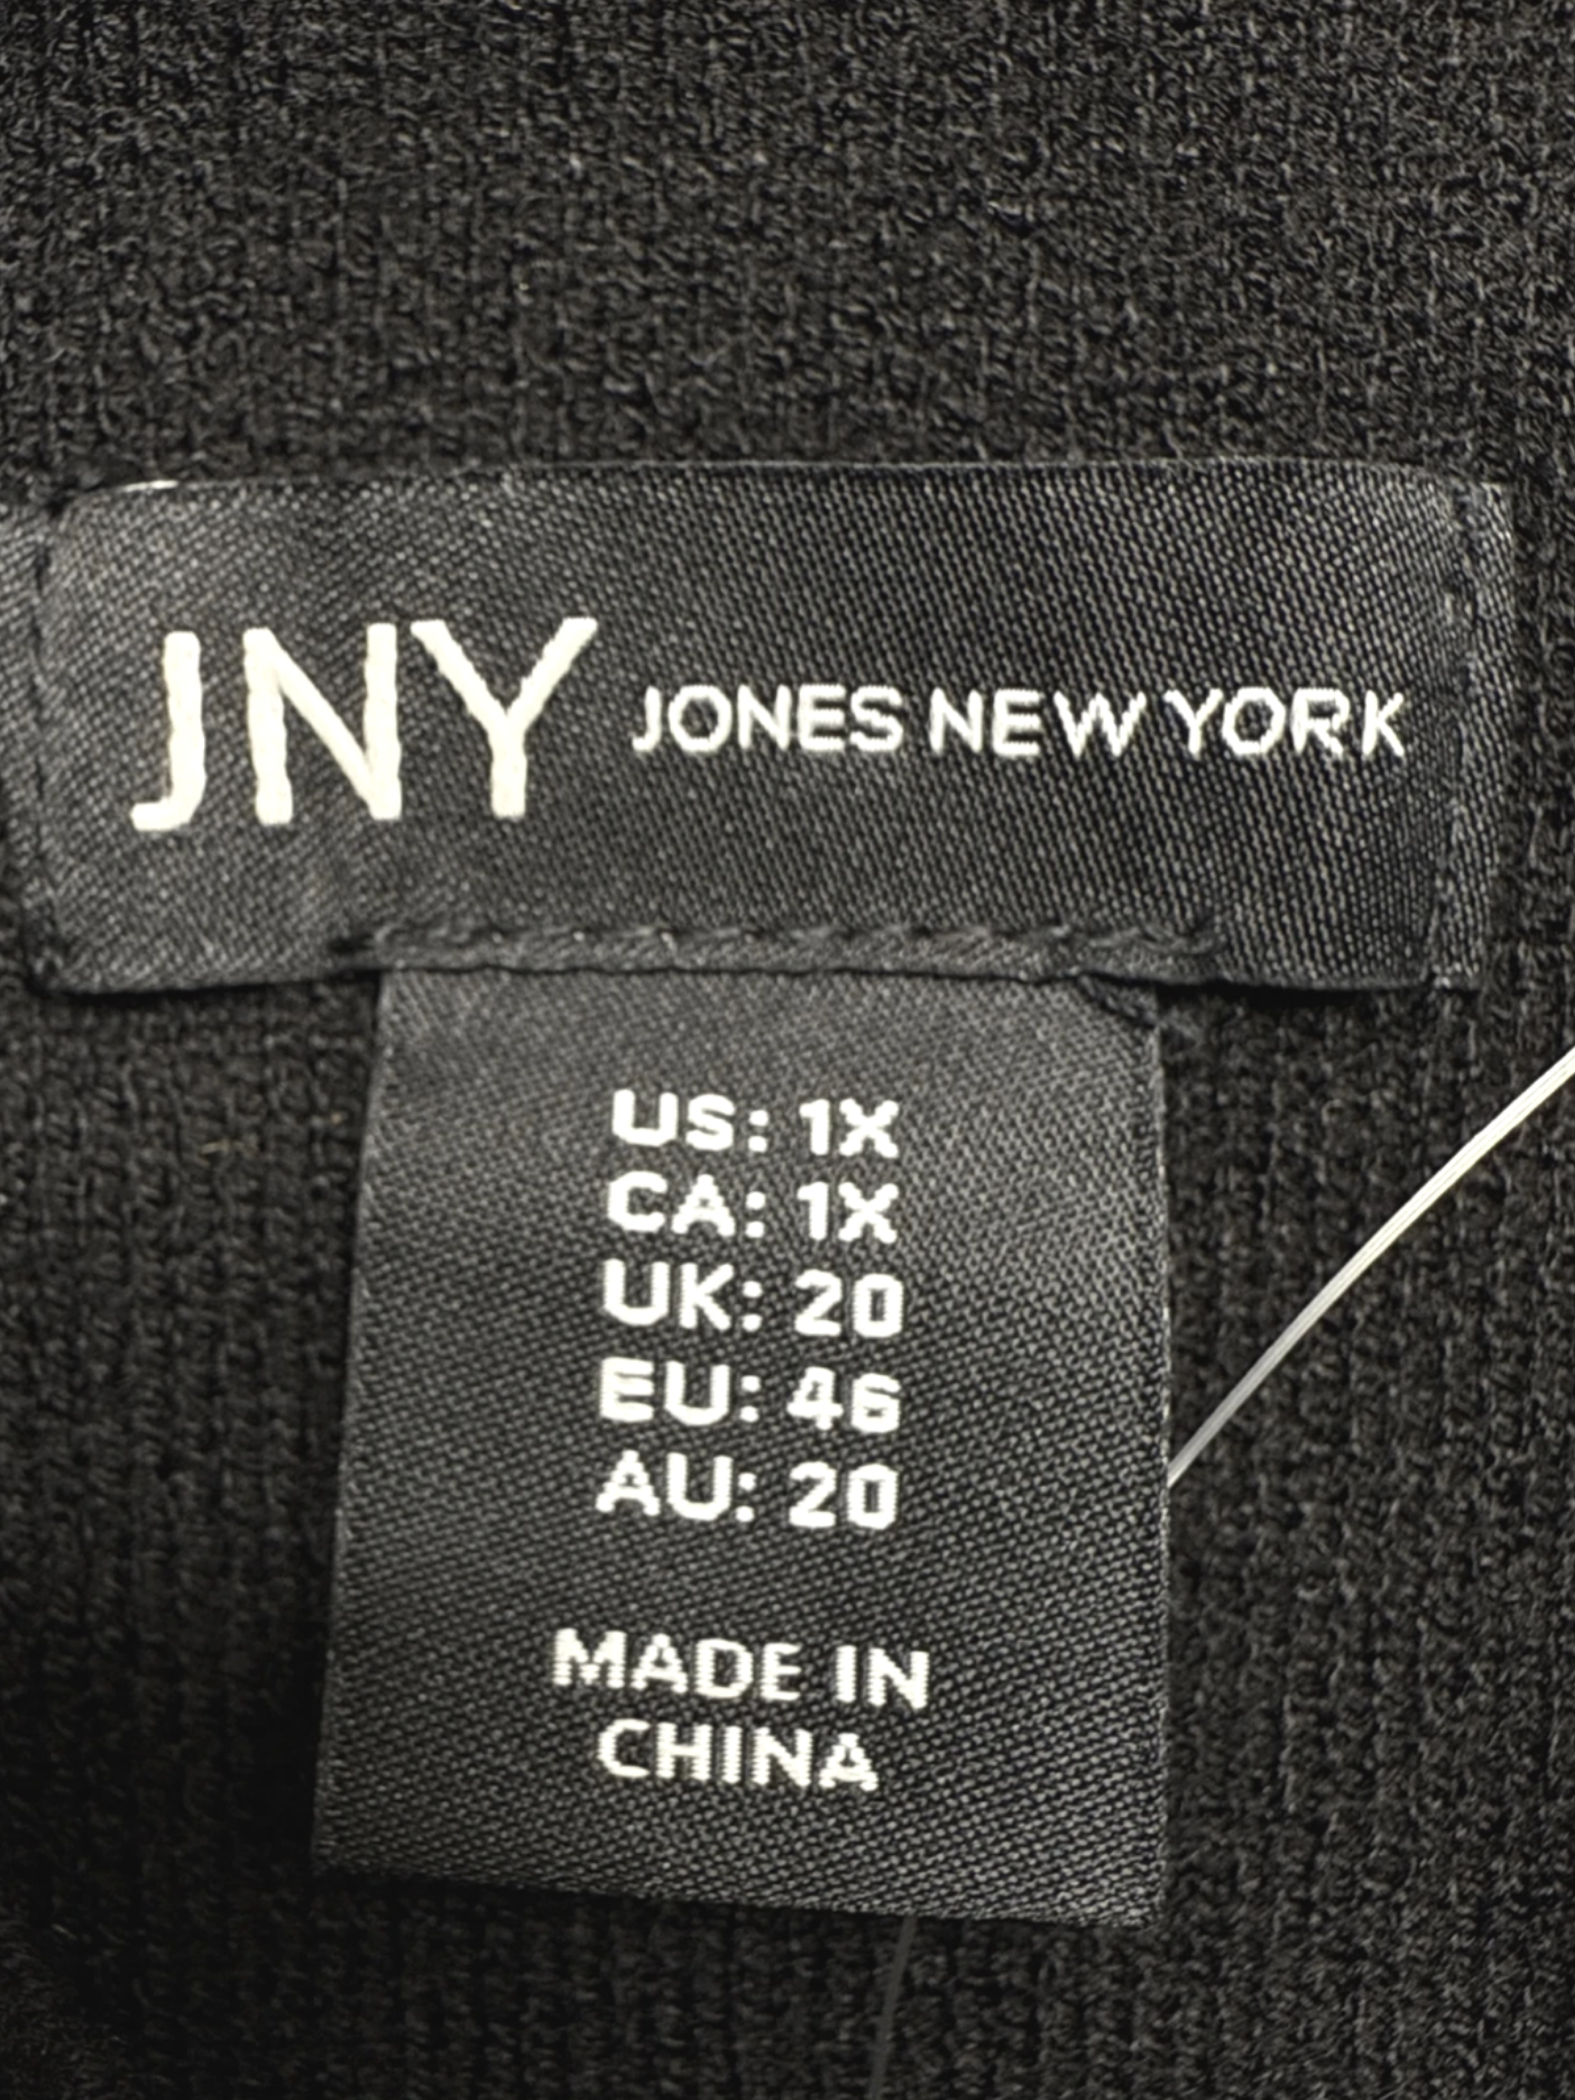 JNY JONES NEW YORK
US: 1X
CA: 1X
UK: 20
EU: 46
AU: 20
MADE IN
CHINA